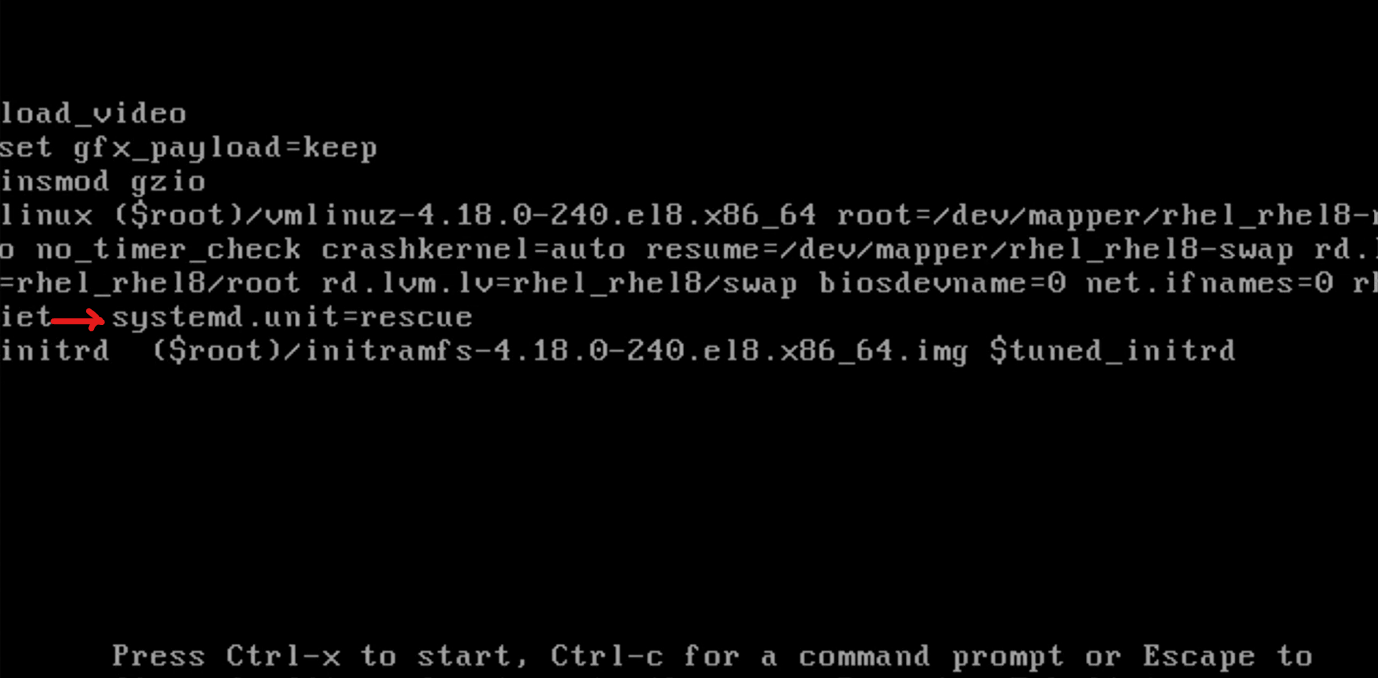 load_video
set gfx_payload=keep
insmod gzio
linux ($root)/vmlinuz-4.18.0-240.el8.x86_64 root=/dev/mapper/rhel_rhel8-
o no_timer_check crashkernel=auto resume=/dev/mapper/rhel_rhel8-swap rd.
=rhel_rhel8/root rd.lvm.lv=rhel_rhel8/swap biosdevname=0 net.ifnames=0 rh
iet systemd.unit=rescue
initrd ($root)/initramfs-4.18.0-240.el8.x86_64.img $tuned_initrd
Press Ctrl-x to start, Ctrl-c for a command prompt or Escape to